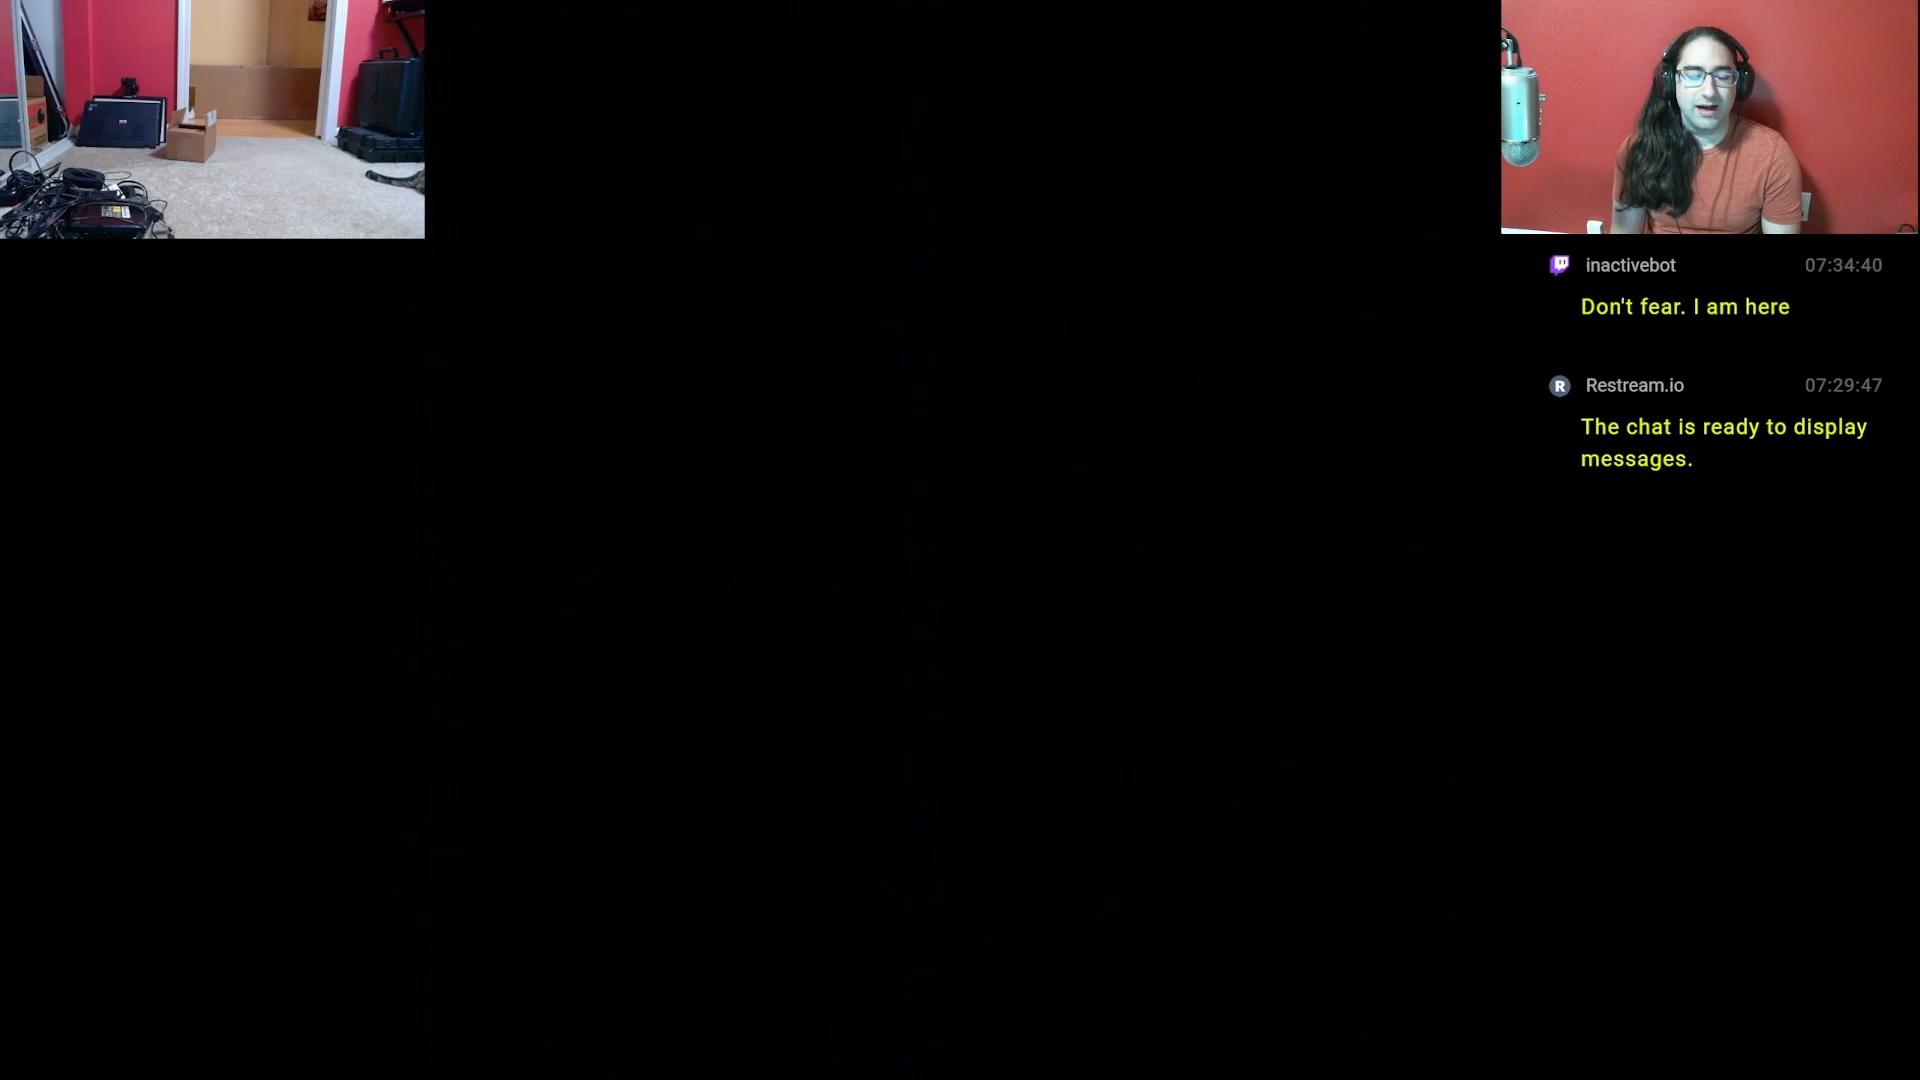 inactivebot 07:34:40
Don't fear. I am here
R Restream.io 07:29:47
The chat is ready to display
messages.